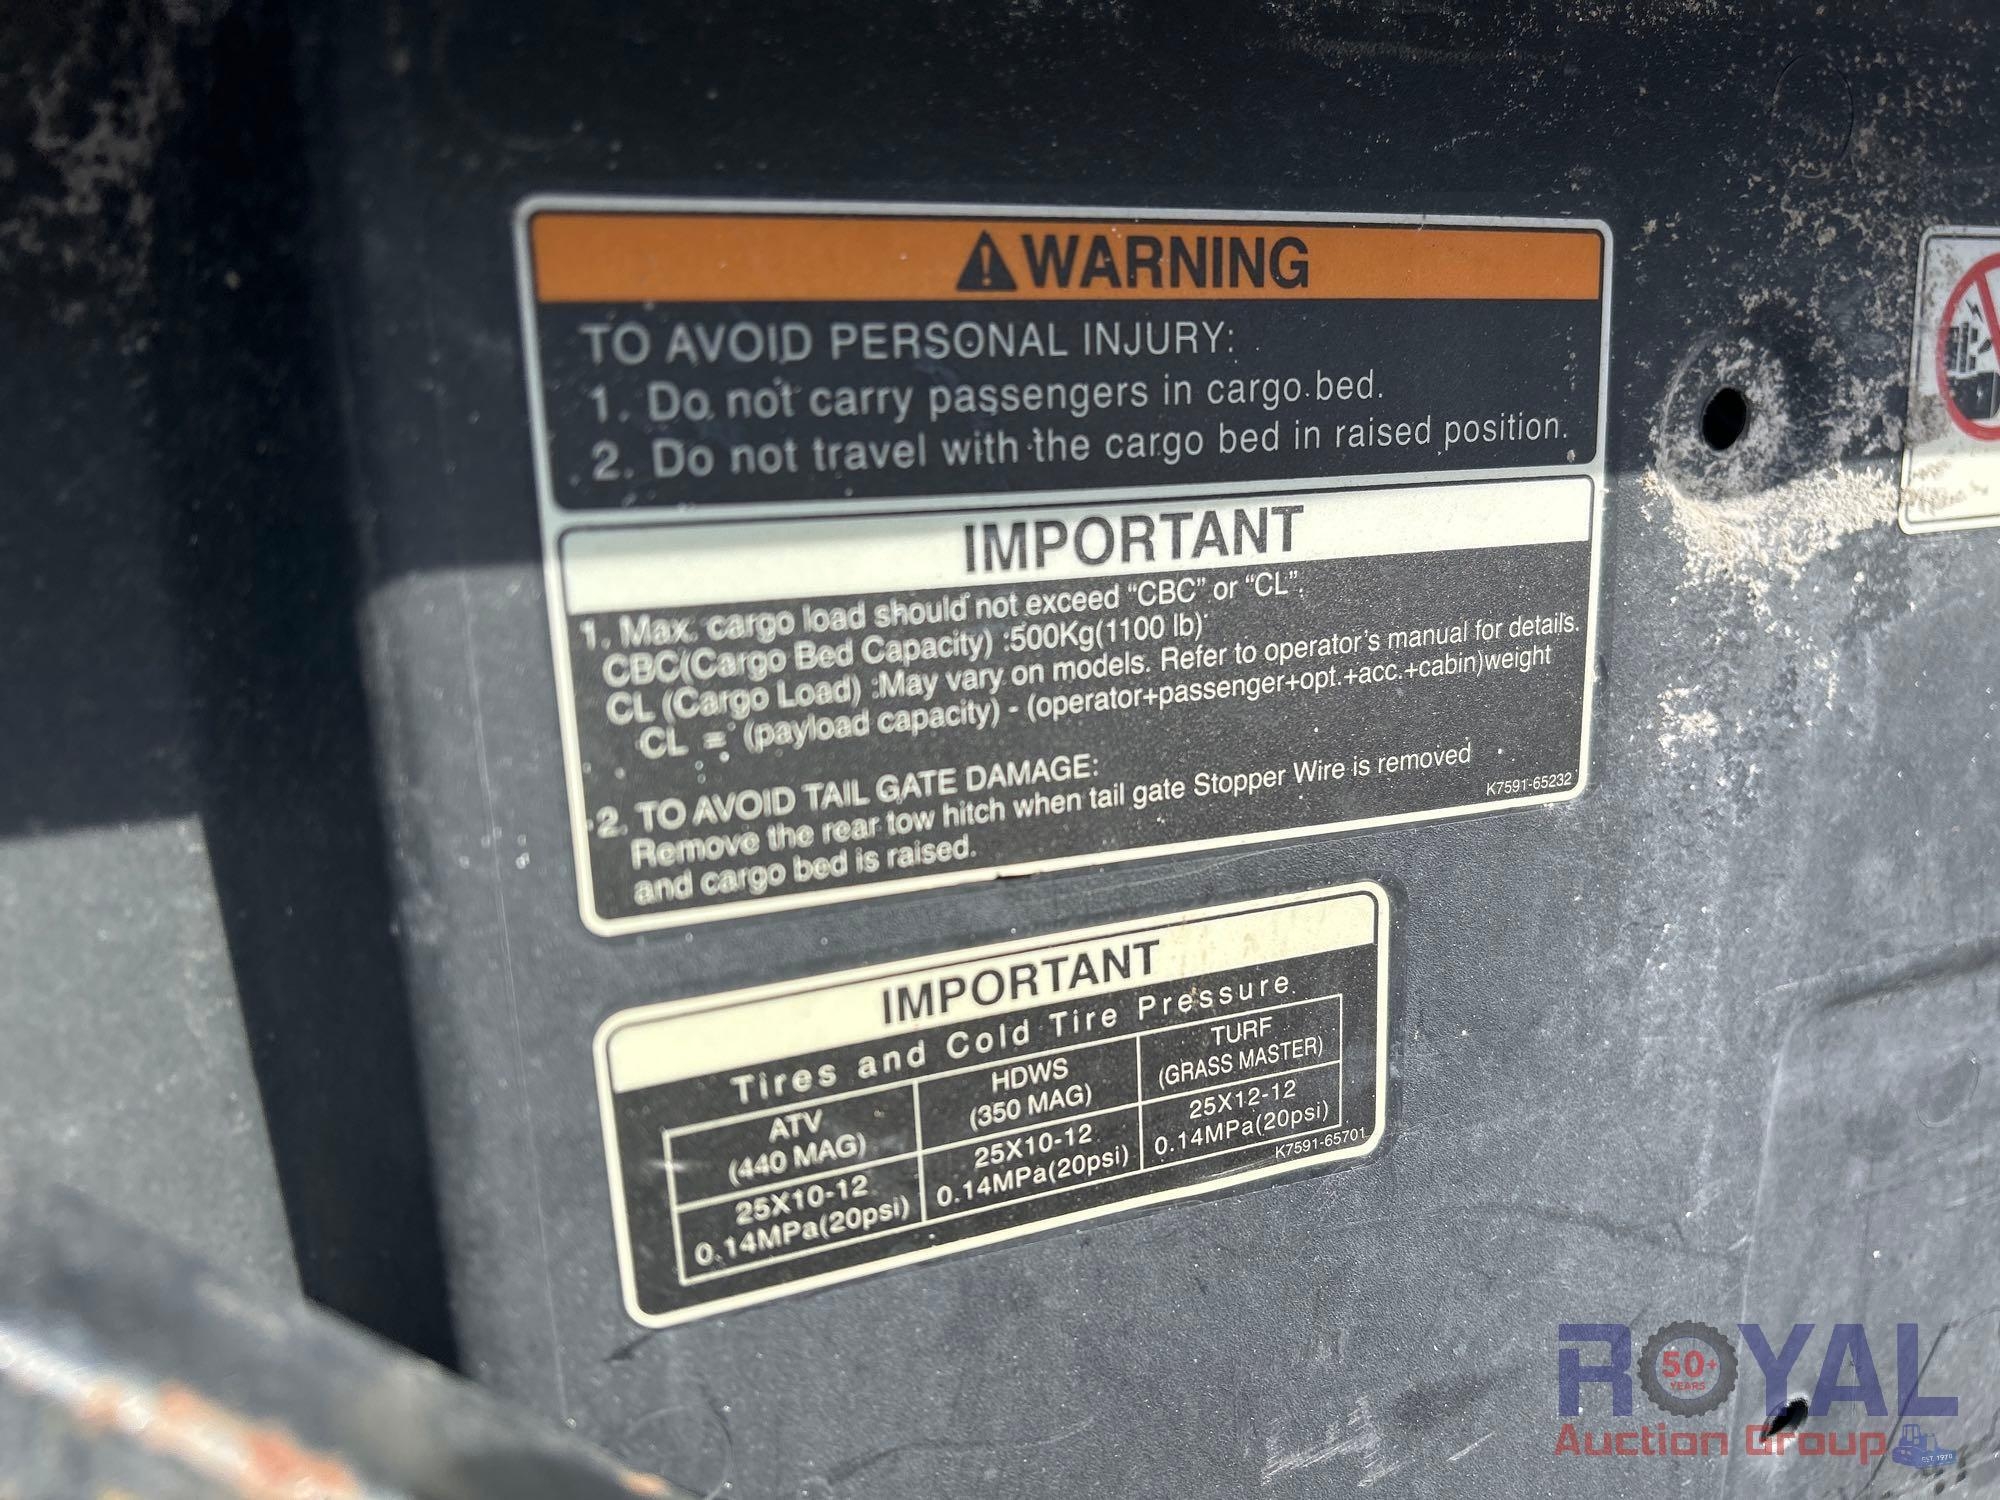 WARNING
TO AVOID PERSONAL INJURY:
1. Do not carry passengers in cargo bed.
2. Do not travel with the cargo bed in raised position.
IMPORTANT
1. Max. cargo load should not exceed “CBC” or “CL”.
CBC(Cargo Bed Capacity) :500Kg(1100 lb)
CL (Cargo Load) :May vary on models. Refer to operator's manual for details.
CL = (payload capacity) - (operator+passenger+opt.+acc.+cabin)weight
2. TO AVOID TAIL GATE DAMAGE:
Remove the rear tow hitch when tail gate Stopper Wire is removed
and cargo bed is raised.
K7591-65232
IMPORTANT
Tires and Cold Tire Pressure
ATV
(440 MAG)
HDWS
(350 MAG)
TURF
(GRASS MASTER)
25X10-12
0.14MPa(20psi)
25X10-12
0.14MPa(20psi)
25X12-12
0.14MPa(20psi)
K7591-65701
ROYAL
50+
YEARS
Auction Group
EST. 1970